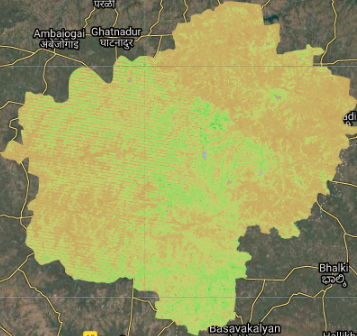 परळी
Ambajogai
अंबेजोगाई
Ghatnadur
घाटनादुर
Bhalki
ಭಾಲ್ಕಿ
Basavakalyan